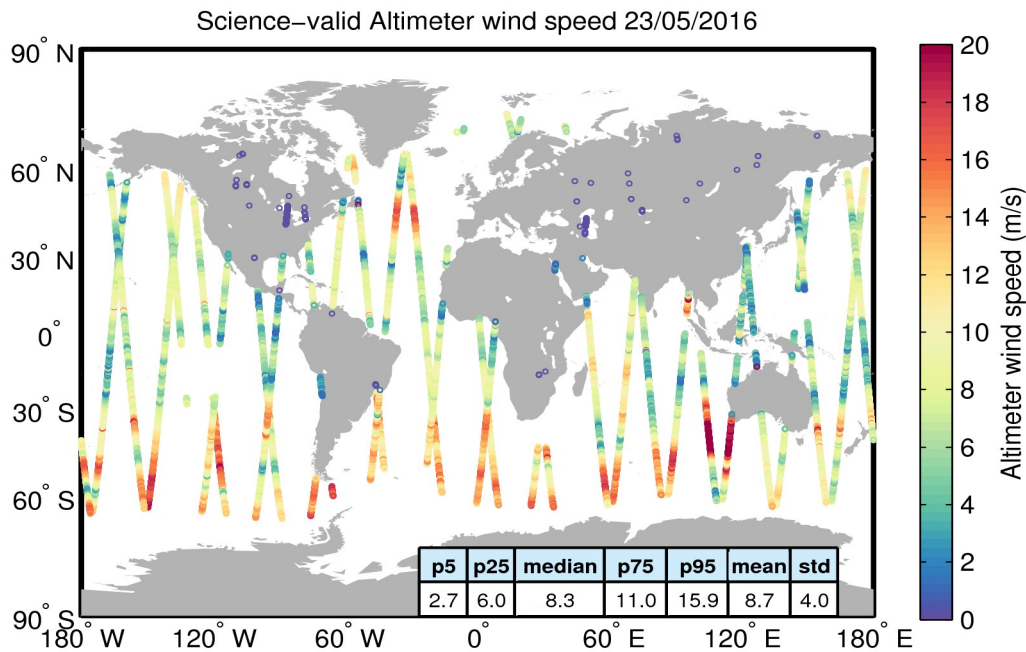 Science−valid Altimeter wind speed 23/05/2016
90° N
60° N
30° N
0°
30° S
60° S
90° S
180° W
120° W
60° W
0°
60° E
120° E
180° E
p5 p25 median p75 p95 mean std
2.7 6.0 8.3 11.0 15.9 8.7 4.0
20
18
16
14
12
10
8
6
4
2
0
Altimeter wind speed (m/s)